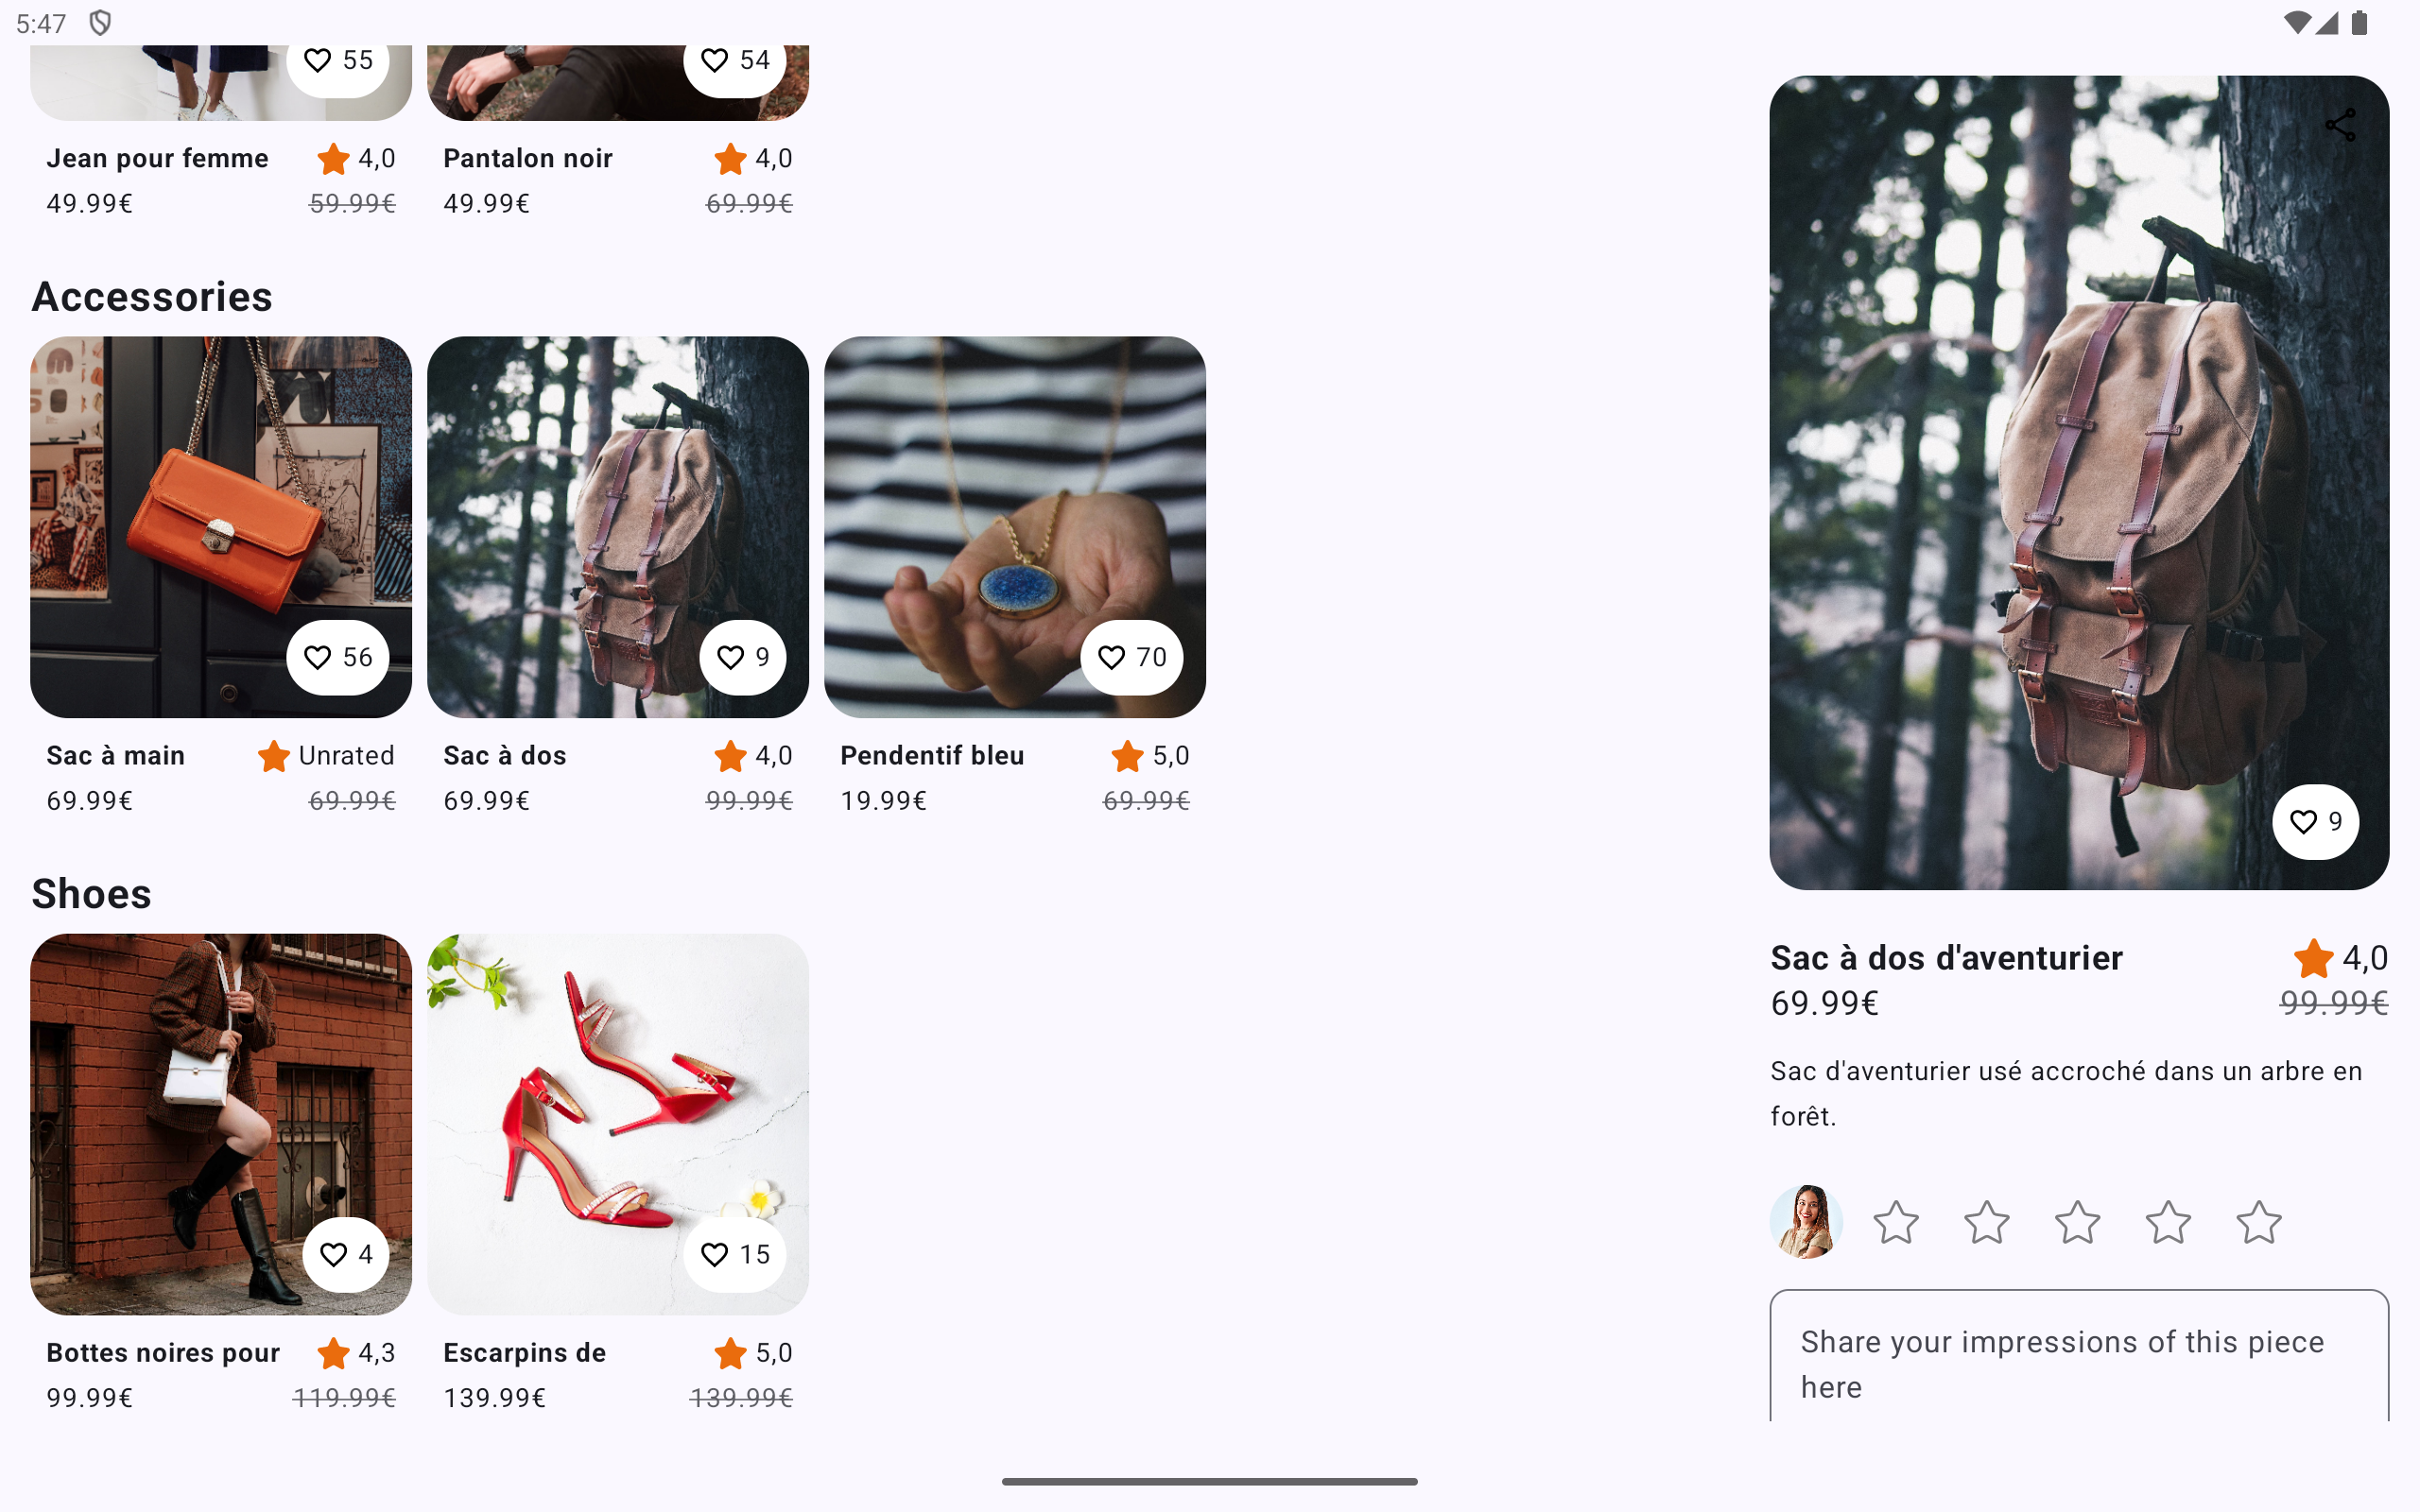 5:47
55
54
Jean pour femme
4,0
49.99€
59.99€
Pantalon noir
4,0
49.99€
69.99€
Accessories
56
9
70
Sac à main
Unrated
69.99€
69.99€
Sac à dos
4,0
69.99€
99.99€
Pendentif bleu
5,0
19.99€
69.99€
Shoes
4
15
Bottes noires pour
4,3
99.99€
119.99€
Escarpins de
5,0
139.99€
139.99€
9
Sac à dos d'aventurier
4,0
69.99€
99.99€
Sac d'aventurier usé accroché dans un arbre en
forêt.
Share your impressions of this piece
here